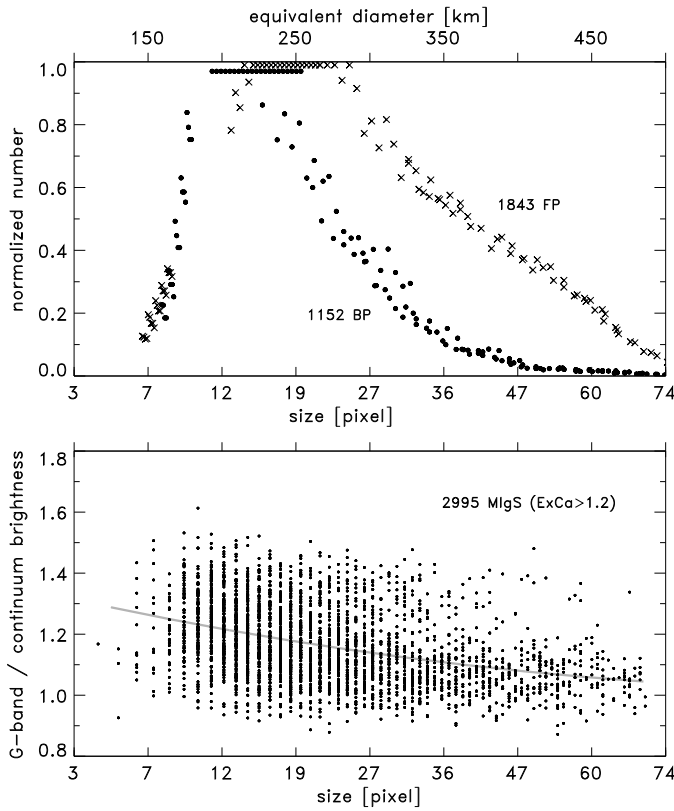 equivalent diameter [km]
150 200 250 300 350 400 450
1.0
0.8
0.6
0.4
0.2
0.0
normalized number
1843 FP
1152 BP
3 7 12 19 27 36 47 60 74
size [pixel]
1.8
1.6
1.4
1.2
1.0
0.8
G-band / continuum brightness
2995 MIgS (ExCa>1.2)
3 7 12 19 27 36 47 60 74
size [pixel]